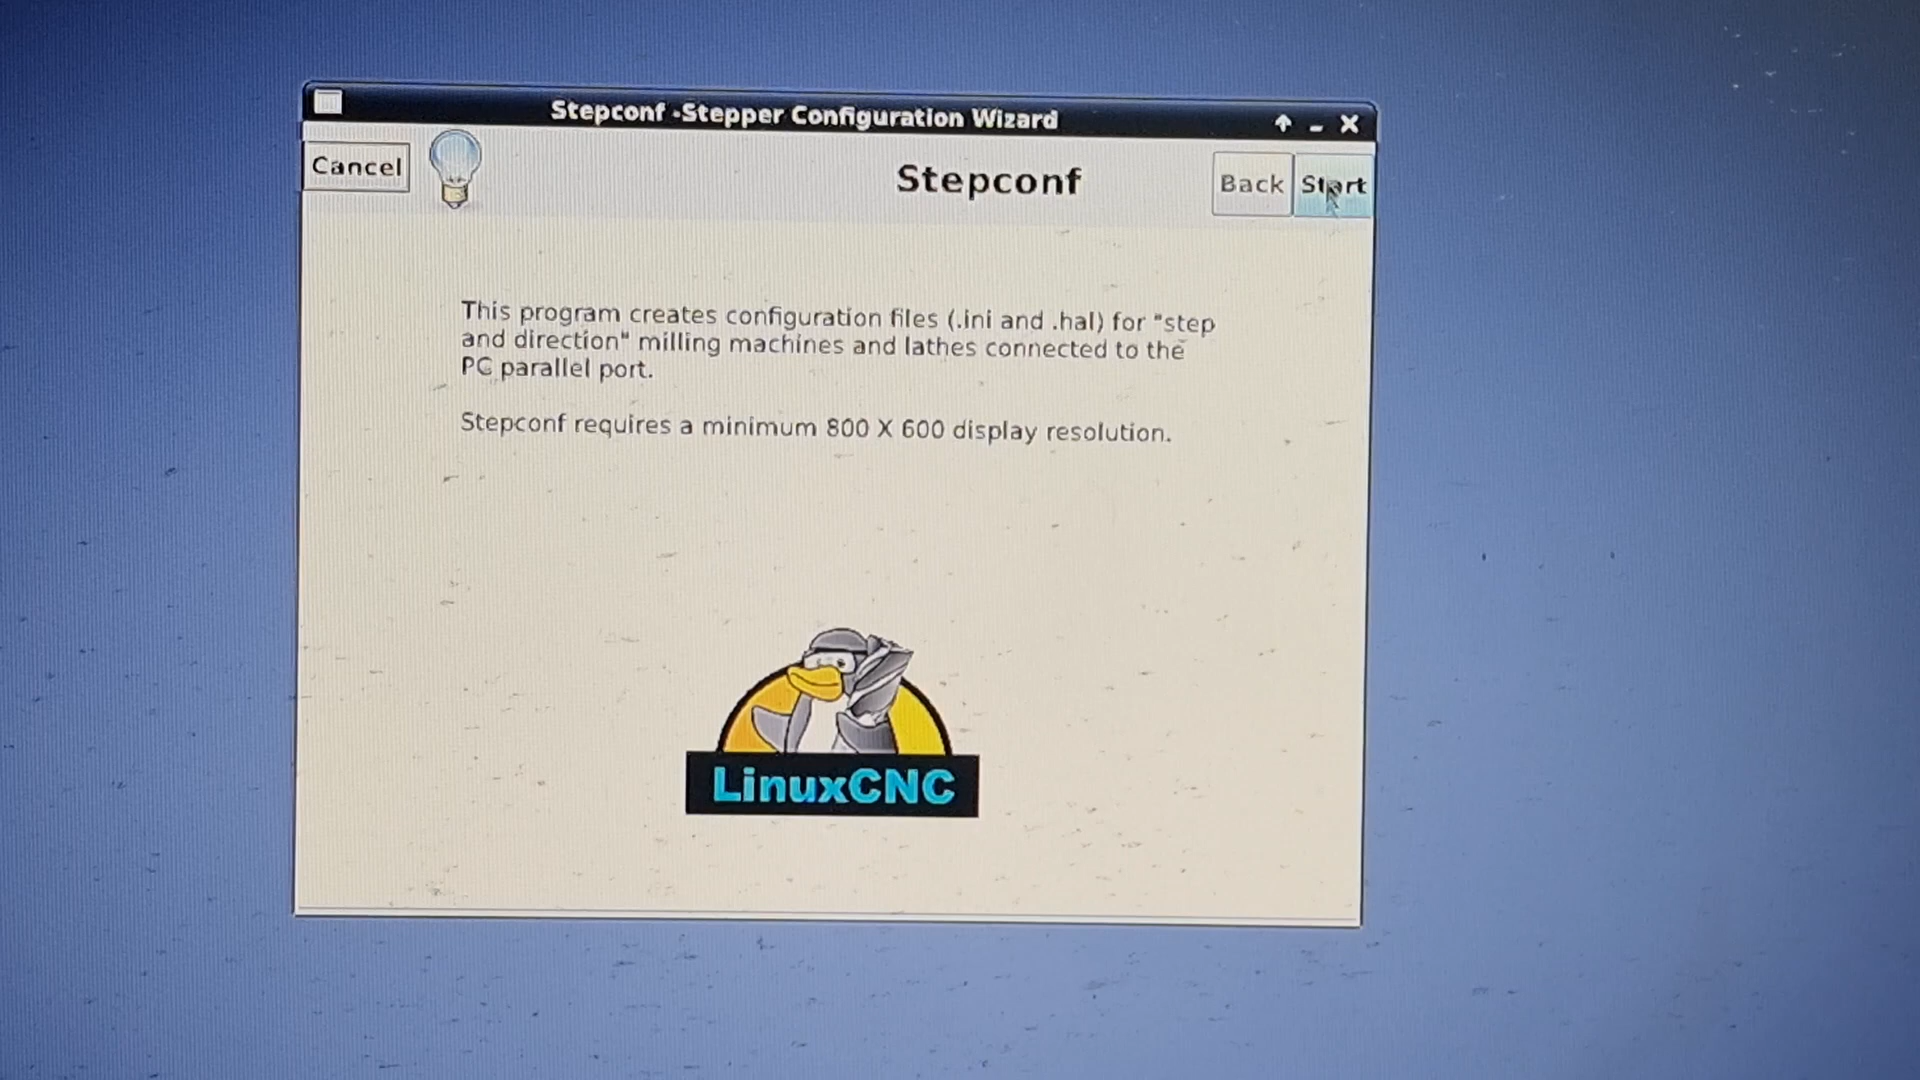 Stepconf -Stepper Configuration Wizard
Cancel
Stepconf
Back
Start
This program creates configuration files (.ini and .hal) for "step
and direction" milling machines and lathes connected to the
PC parallel port.
Stepconf requires a minimum 800 X 600 display resolution.
LinuxCNC